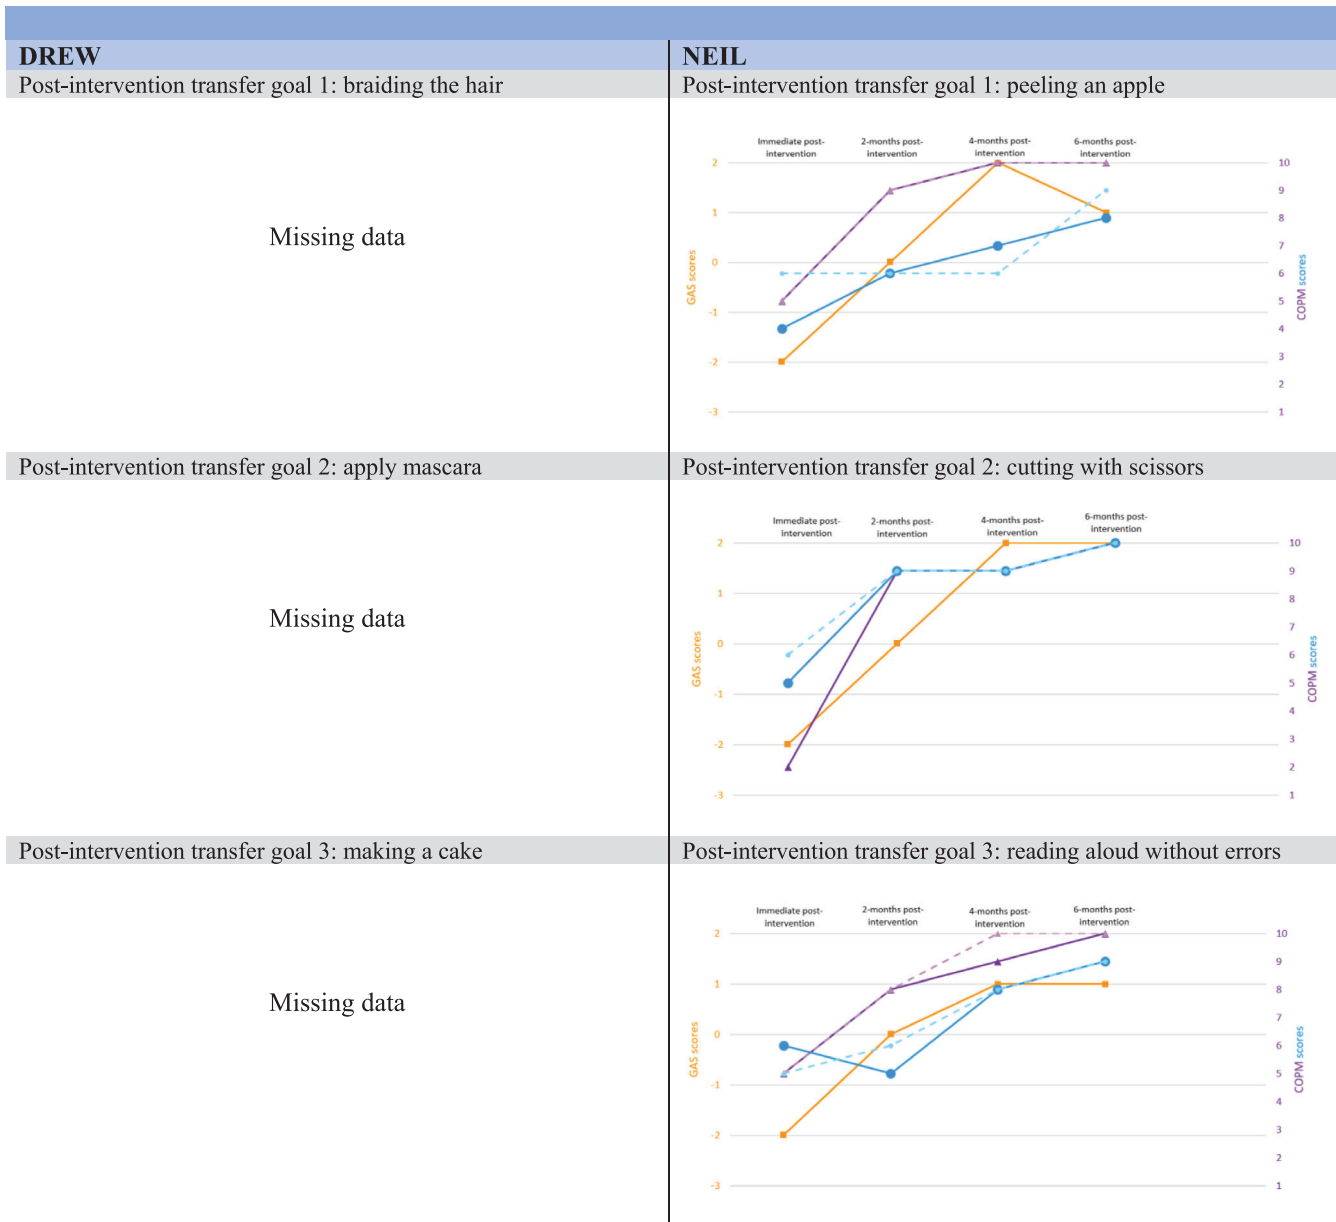 DREW
NEIL
Post-intervention transfer goal 1: braiding the hair
Post-intervention transfer goal 1: peeling an apple
Missing data
Immediate post-
intervention
2-months post-
intervention
4-months post-
intervention
6-months post-
intervention
2
1
0
-1
-2
-3
GAS scores
10
9
8
7
6
5
4
3
2
1
COPM scores
Post-intervention transfer goal 2: apply mascara
Post-intervention transfer goal 2: cutting with scissors
Missing data
Immediate post-
intervention
2-months post-
intervention
4-months post-
intervention
6-months post-
intervention
2
1
0
-1
-2
-3
GAS scores
10
9
8
7
6
5
4
3
2
1
COPM scores
Post-intervention transfer goal 3: making a cake
Post-intervention transfer goal 3: reading aloud without errors
Missing data
Immediate post-
intervention
2-months post-
intervention
4-months post-
intervention
6-months post-
intervention
2
1
0
-1
-2
-3
GAS scores
10
9
8
7
6
5
4
3
2
1
COPM scores